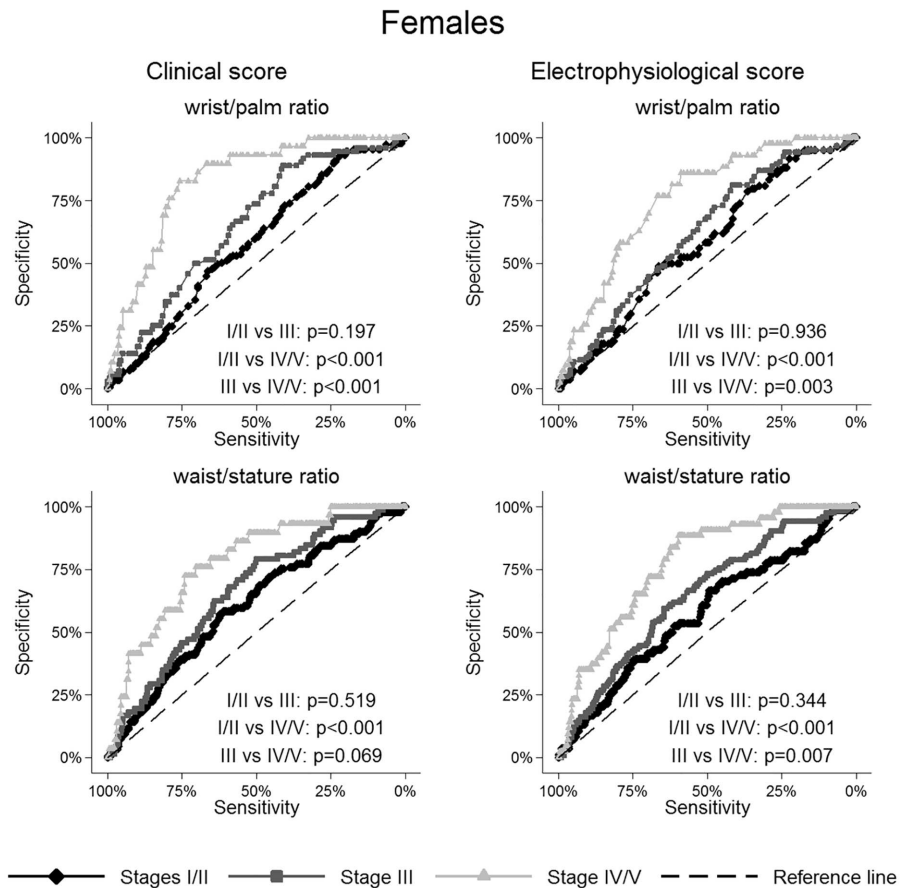 Females
Clinical score
wrist/palm ratio
100%
75%
50%
25%
0%
Specificity
I/II vs III: p=0.197
I/II vs IV/V: p<0.001
III vs IV/V: p<0.001
100% 75% 50% 25% 0%
Sensitivity
Electrophysiological score
wrist/palm ratio
100%
75%
50%
25%
0%
Specificity
I/II vs III: p=0.936
I/II vs IV/V: p<0.001
III vs IV/V: p=0.003
100% 75% 50% 25% 0%
Sensitivity
waist/stature ratio
100%
75%
50%
25%
0%
Specificity
I/II vs III: p=0.519
I/II vs IV/V: p<0.001
III vs IV/V: p=0.069
100% 75% 50% 25% 0%
Sensitivity
waist/stature ratio
100%
75%
50%
25%
0%
Specificity
I/II vs III: p=0.344
I/II vs IV/V: p<0.001
III vs IV/V: p=0.007
100% 75% 50% 25% 0%
Sensitivity
Stages I/II Stage III Stage IV/V Reference line